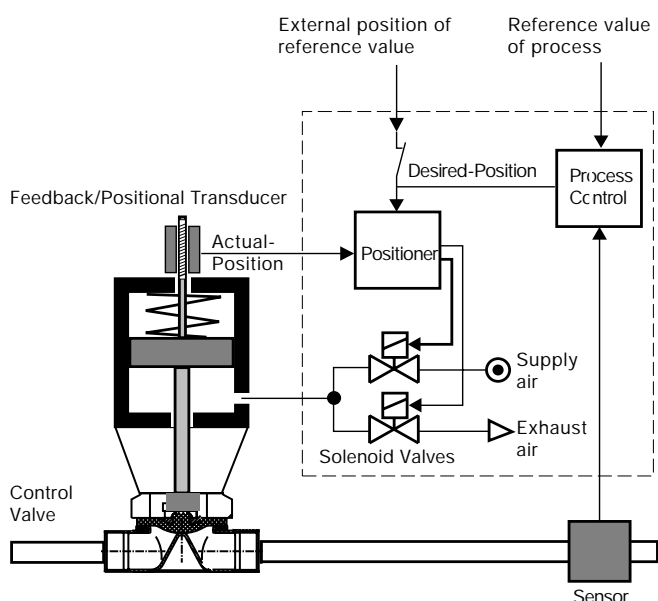 External position of
reference value
Reference value
of process
Desired-Position
Process
Control
Feedback/Positional Transducer
Actual-
Position
Positioner
Supply
air
Exhaust
air
Solenoid Valves
Control
Valve
Sensor